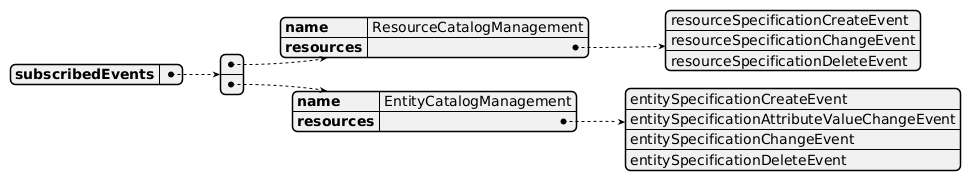 subscribedEvents
name ResourceCatalogManagement
resources
resourceSpecificationCreateEvent
resourceSpecificationChangeEvent
resourceSpecificationDeleteEvent
name EntityCatalogManagement
resources
entitySpecificationCreateEvent
entitySpecificationAttributeValueChangeEvent
entitySpecificationChangeEvent
entitySpecificationDeleteEvent